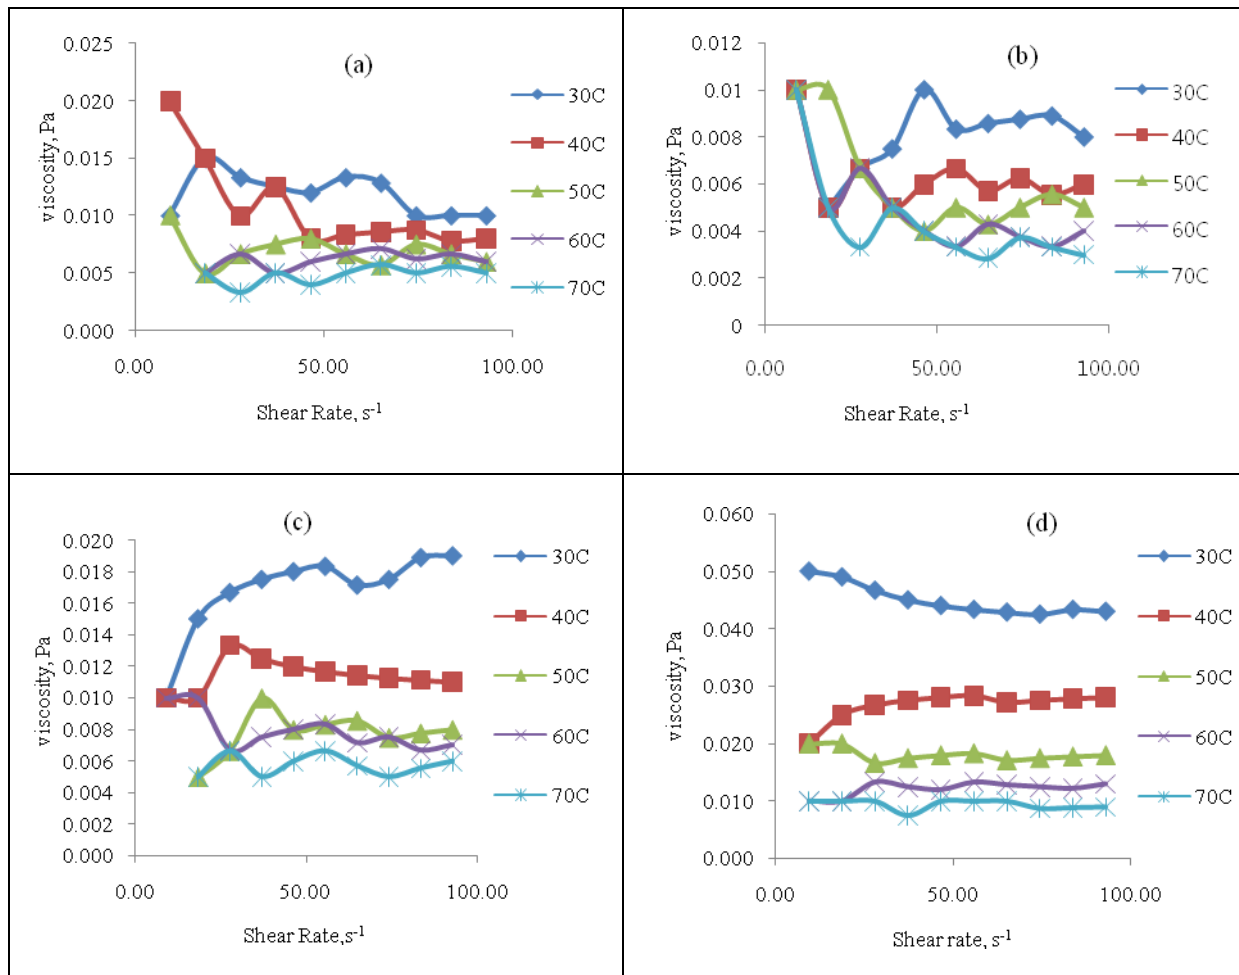 (a)
viscosity, Pa
0.025
0.020
0.015
0.010
0.005
0.000
0.00 50.00 100.00
Shear Rate, s-1
30C
40C
50C
60C
70C
(b)
viscosity, Pa
0.012
0.01
0.008
0.006
0.004
0.002
0
0.00 50.00 100.00
Shear Rate, s-1
30C
40C
50C
60C
70C
(c)
viscosity, Pa
0.020
0.018
0.016
0.014
0.012
0.010
0.008
0.006
0.004
0.002
0.000
0.00 50.00 100.00
Shear Rate,s-1
30C
40C
50C
60C
70C
(d)
viscosity, Pa
0.060
0.050
0.040
0.030
0.020
0.010
0.000
0.00 50.00 100.00
Shear rate, s-1
30C
40C
50C
60C
70C